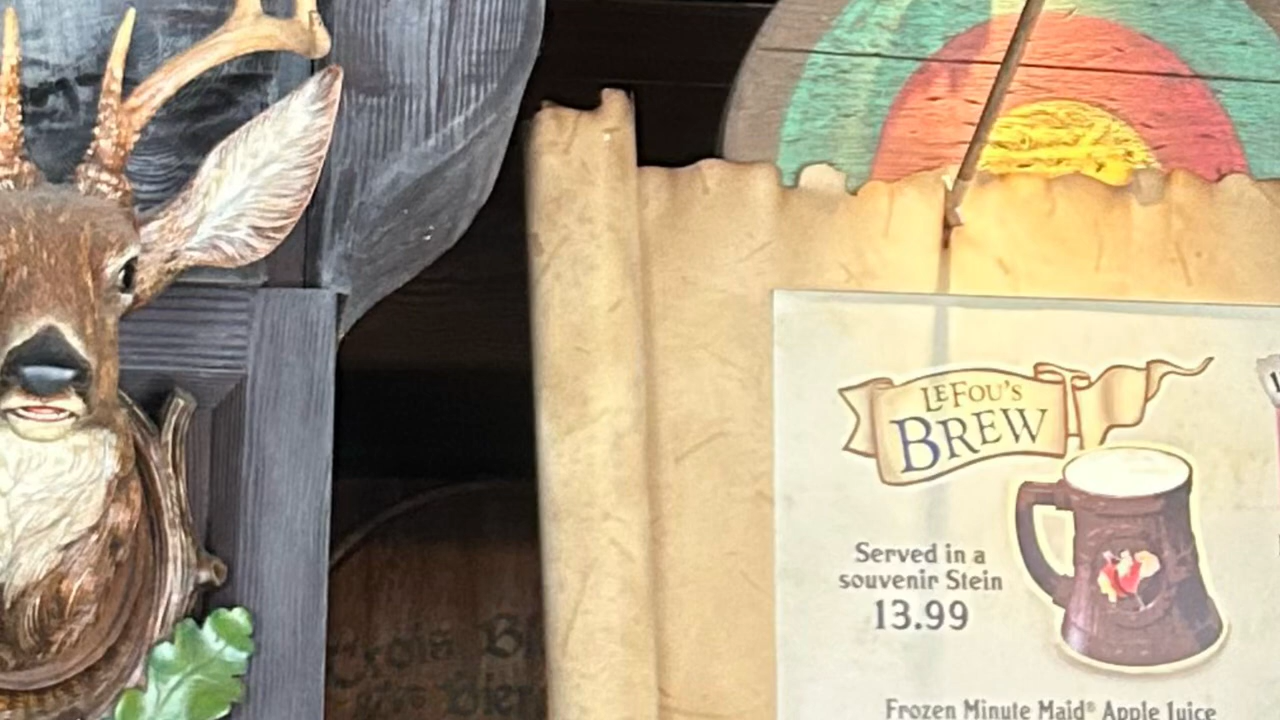 LEFOU'S
BREW
Served in a
souvenir Stein
13.99
Frozen Minute Maid® Apple Juice